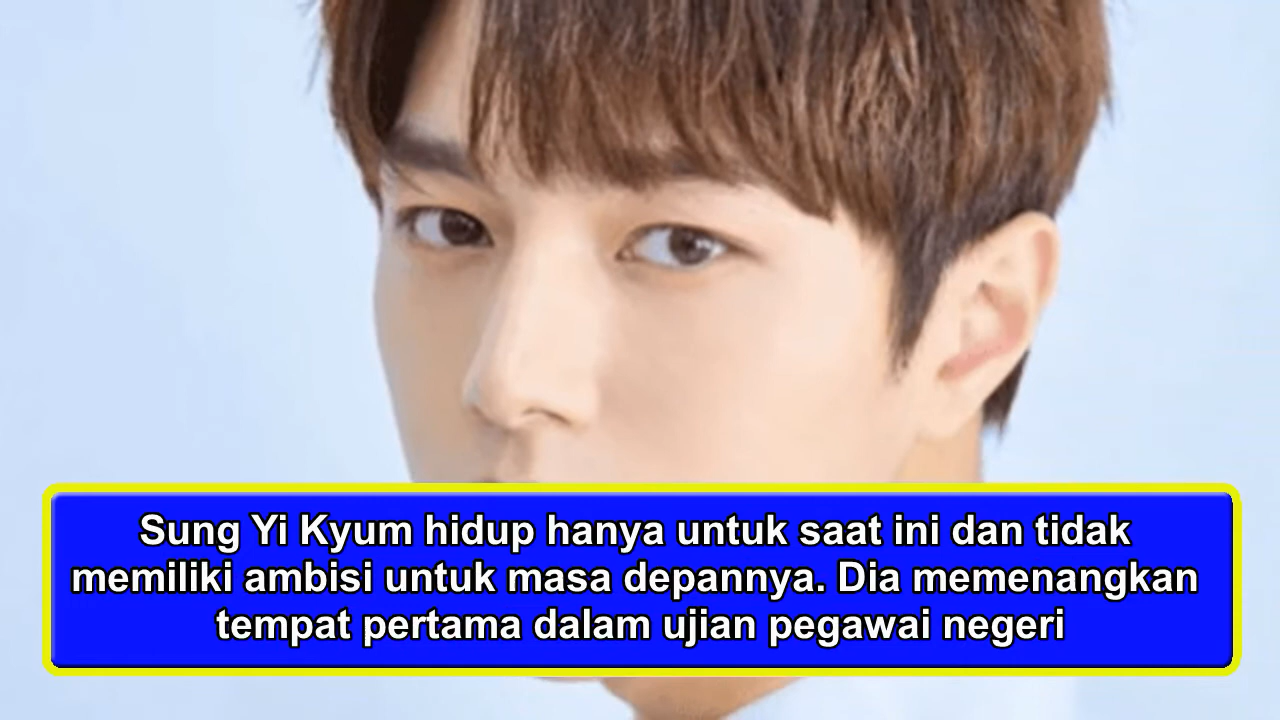 Sung Yi Kyum hidup hanya untuk saat ini dan tidak
memiliki ambisi untuk masa depannya. Dia memenangkan
tempat pertama dalam ujian pegawai negeri